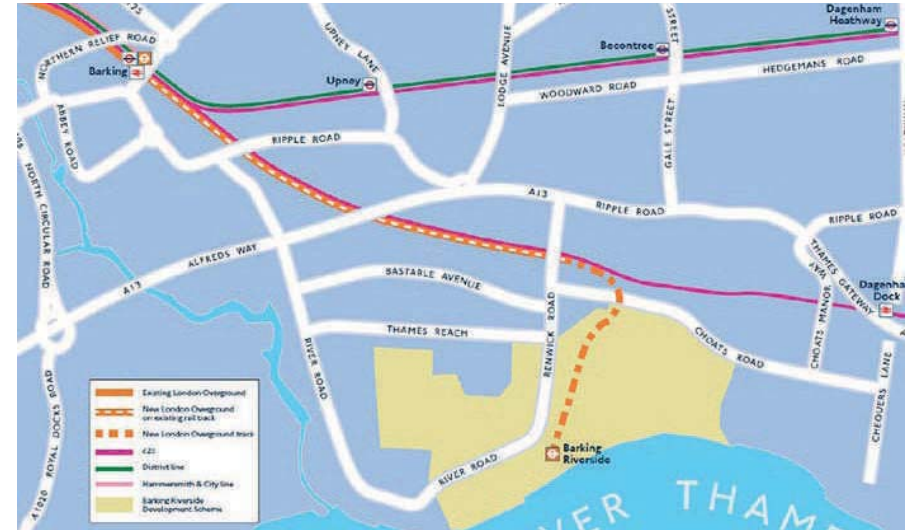 Dagenham
Heathway
NORTHERN RELIEF ROAD
UPNEY LANE
LODGE AVENUE
STREET
Becontree
Barking
Upney
HEDGEMANS ROAD
WOODWARD ROAD
ABBEY ROAD
RIPPLE ROAD
GALE STREET
NORTH CIRCULAR ROAD
A13
RIPPLE ROAD
RIPPLE ROAD
THAMES GATEWAY
ALFREDS WAY
A13
BASTABLE AVENUE
CHOATS MANOR WAY
Dagenham
Dock
THAMES REACH
RENWICK ROAD
CHOATS ROAD
RIVER ROAD
CHEQUERS LANE
ROYAL DOCKS ROAD
A1020
Existing London Overground
New London Overground
on existing rail track
New London Overground track
c2c
District line
Hammersmith & City line
Barking Riverside
Development Scheme
RIVER ROAD
Barking
Riverside
VER THAM